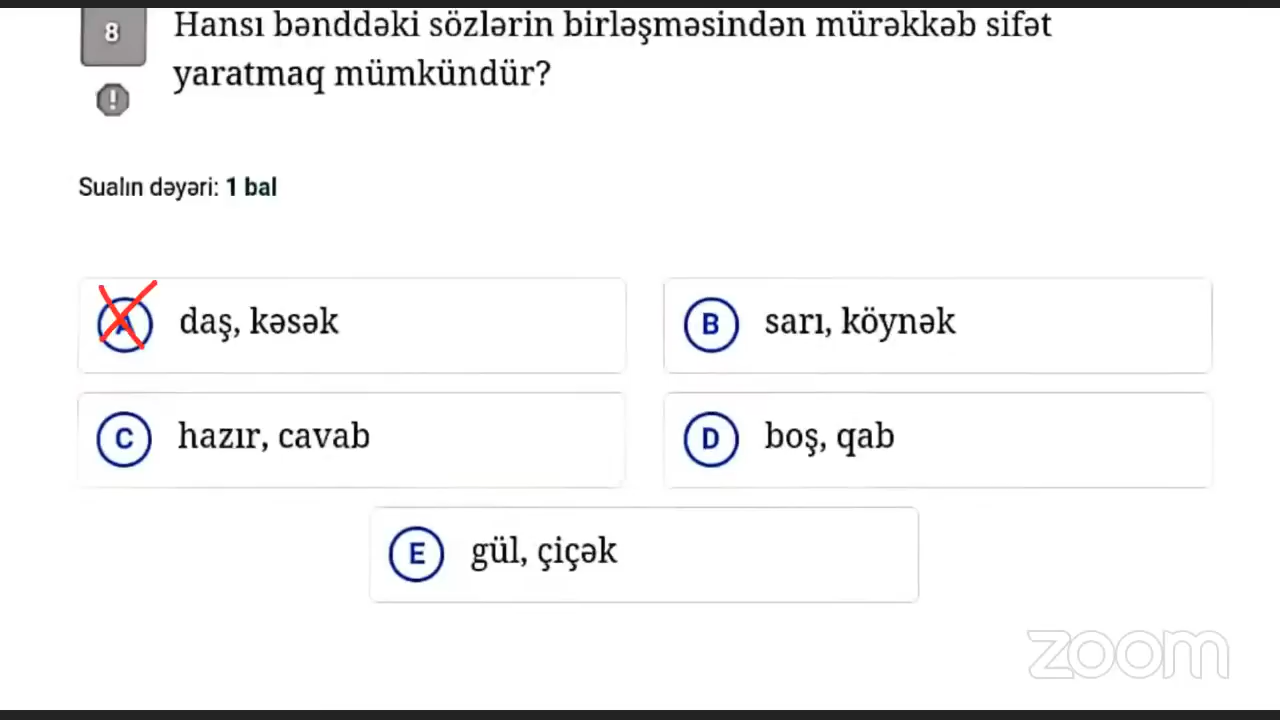 8
Hansı bənddəki sözlərin birləşməsindən mürəkkəb sifət
yaratmaq mümkündür?
!
Sualın dəyəri: 1 bal
A daş, kəsək
B sarı, köynək
C hazır, cavab
D boş, qab
E gül, çiçək
zoom